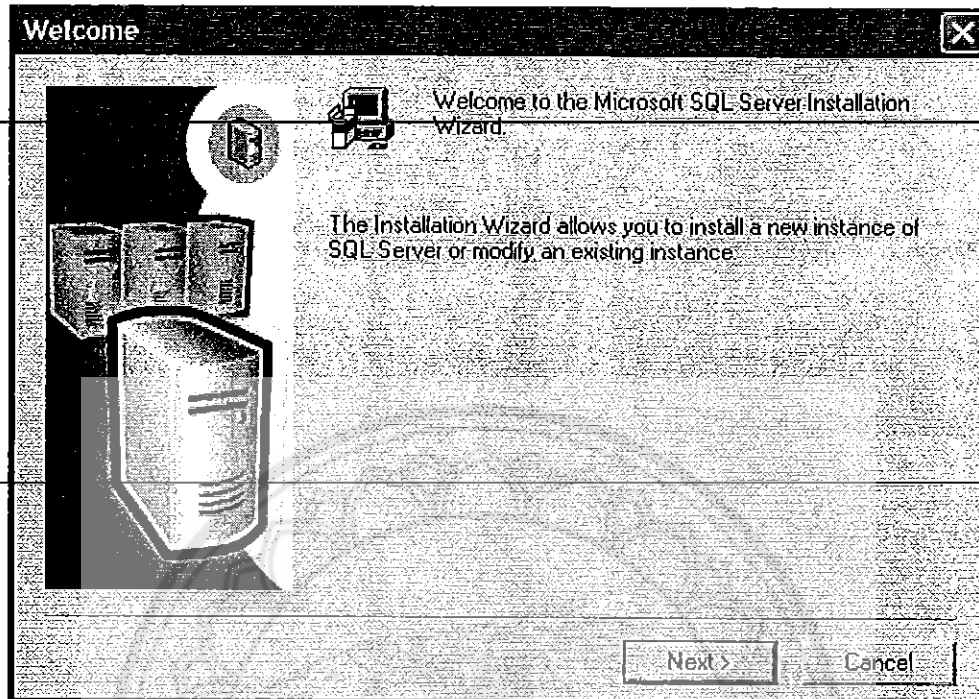 Welcome
Welcome to the Microsoft SQL Server Installation
Wizard.
The Installation Wizard allows you to install a new instance of
SQL Server or modify an existing instance.
Next >
Cancel